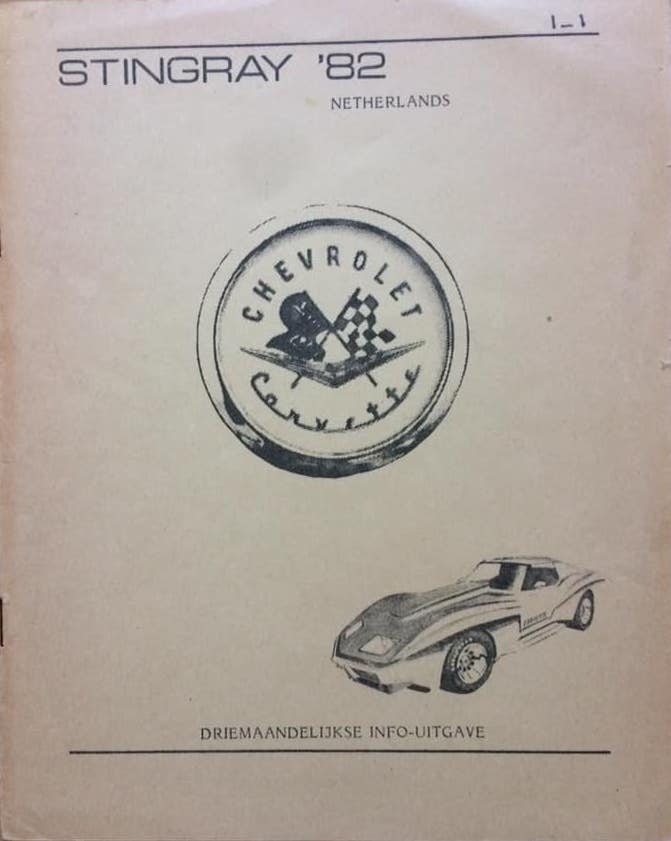 1-1
STINGRAY '82
NETHERLANDS
CHEVROLET
Corvette
DRIEMAANDELIJKSE INFO-UITGAVE